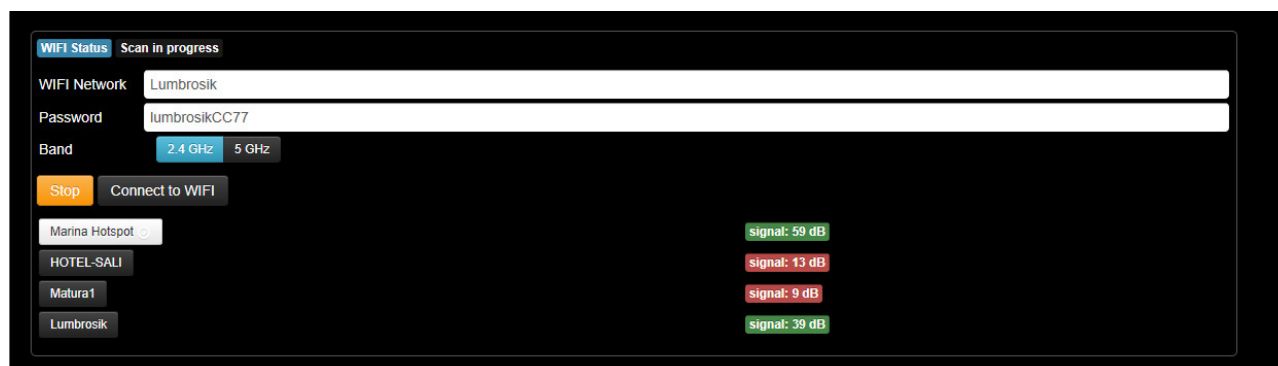 WIFI Status Scan in progress
WIFI Network Lumbrosik
Password lumbrosikCC77
Band 2.4 GHz 5 GHz
Stop Connect to WIFI
Marina Hotspot signal: 59 dB
HOTEL-SALI signal: 13 dB
Matura1 signal: 9 dB
Lumbrosik signal: 39 dB